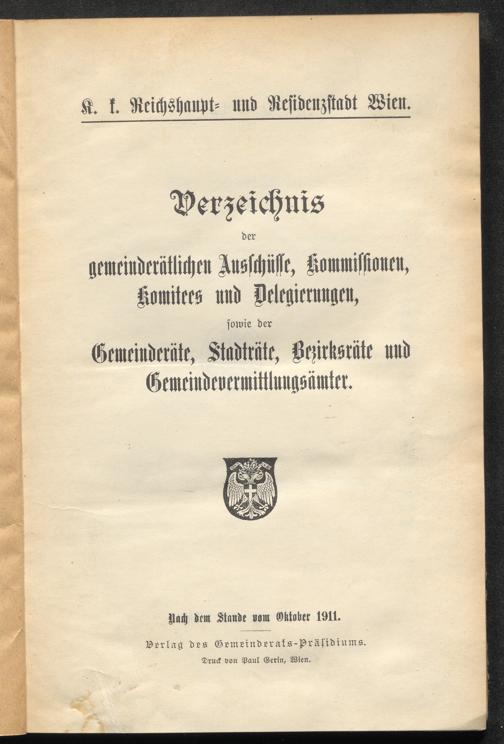 K. k. Reichshaupt- und Residenzstadt Wien.
Verzeichnis
der
gemeinderätlichen Ausschüsse, Kommissionen,
Komitees und Delegierungen,
sowie der
Gemeinderäte, Stadträte, Bezirksräte und
Gemeindevermittlungsämter.
Nach dem Stande vom Oktober 1911.
Verlag des Gemeinderats-Präsidiums.
Druck von Paul Gerin, Wien.